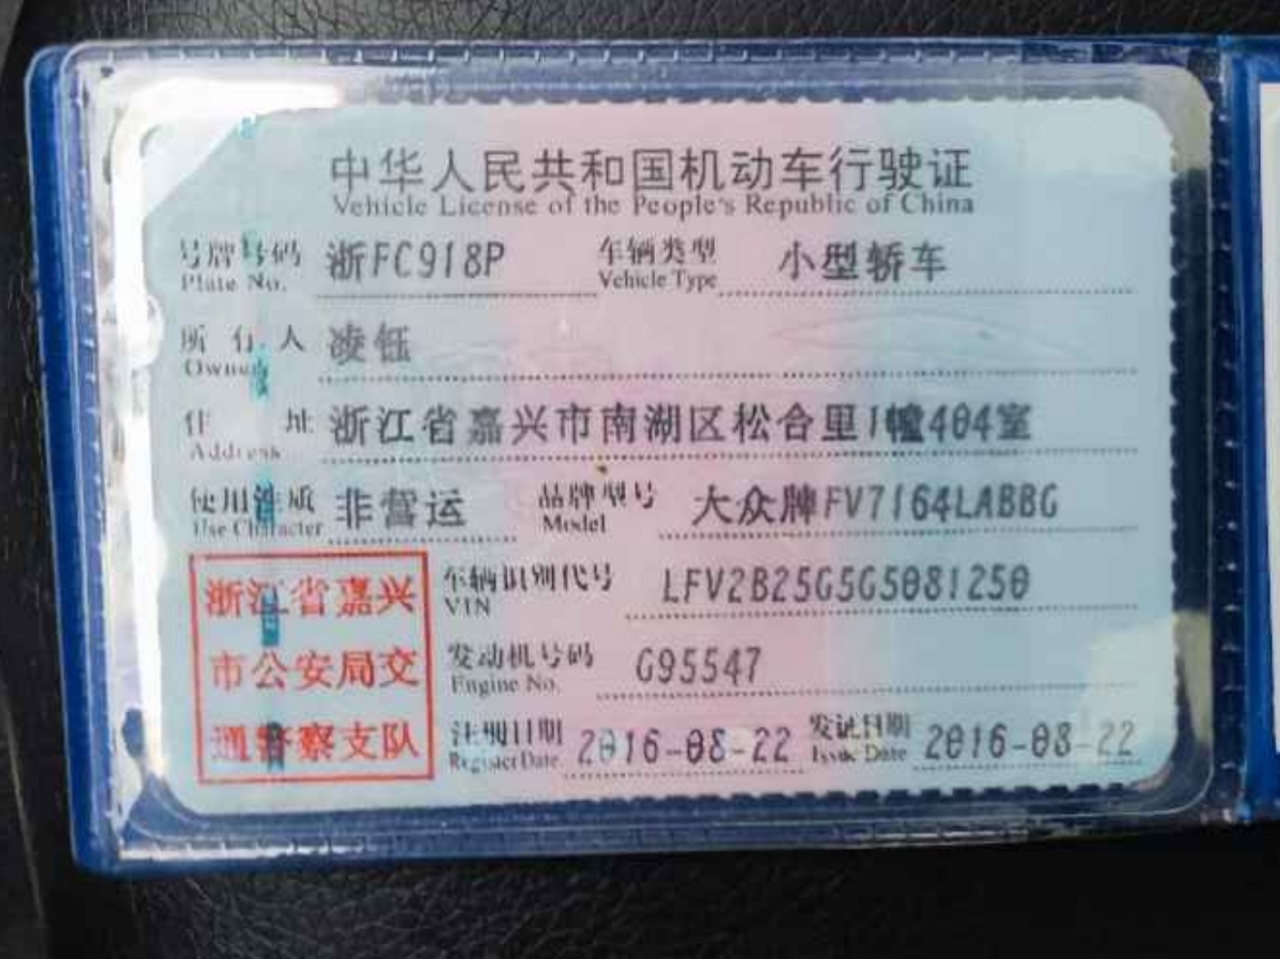 中华人民共和国机动车行驶证
Vehicle License of the People's Republic of China
号牌号码 浙FC918P 车辆类型 小型轿车
Plate No. Vehicle Type
所有人 凌钰
Owner
住址 浙江省嘉兴市南湖区松合里1幢404室
Address
使用性质 非营运 品牌型号 大众牌FV7164LABBG
Use Character Model
浙江省嘉兴 车辆识别代号 LFV2B25G5G5081250
VIN
市公安局交 发动机号码 G95547
Engine No.
通警察支队 注册日期 2016-08-22 发证日期 2016-08-22
Register Date Issue Date